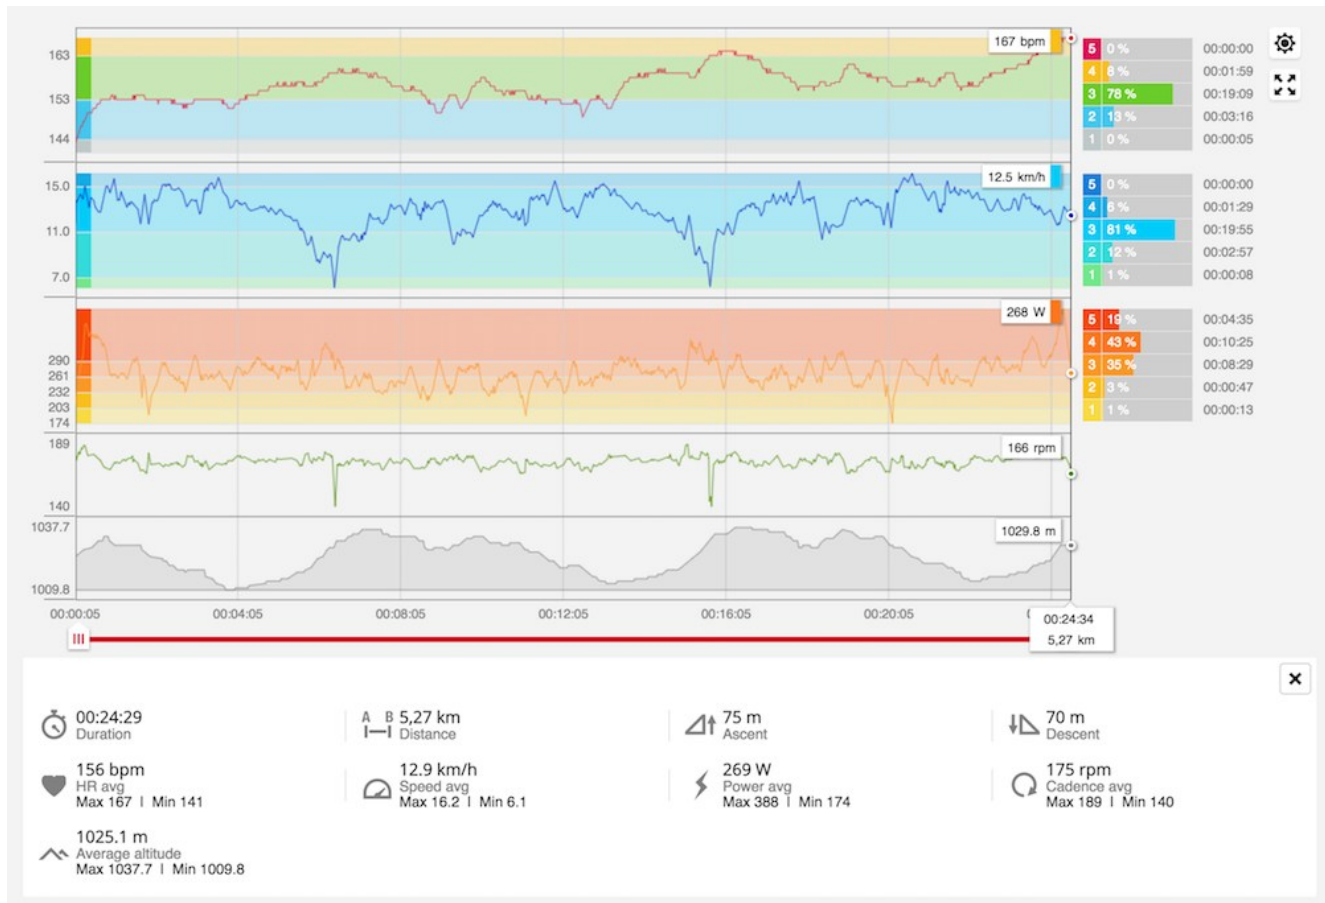 163
153
144
167 bpm
5 0 % 00:00:00
4 8 % 00:01:59
3 78 % 00:19:09
2 13 % 00:03:16
1 0 % 00:00:05
15.0
11.0
7.0
12.5 km/h
5 0 % 00:00:00
4 6 % 00:01:29
3 81 % 00:19:55
2 12 % 00:02:57
1 1 % 00:00:08
290
261
232
203
174
268 W
5 19 % 00:04:35
4 43 % 00:10:25
3 35 % 00:08:29
2 3 % 00:00:47
1 1 % 00:00:13
189
140
166 rpm
1037.7
1009.8
1029.8 m
00:00:05 00:04:05 00:08:05 00:12:05 00:16:05 00:20:05
00:24:34
5,27 km
00:24:29
Duration
A B 5,27 km
Distance
75 m
Ascent
70 m
Descent
156 bpm
HR avg
Max 167 | Min 141
12.9 km/h
Speed avg
Max 16.2 | Min 6.1
269 W
Power avg
Max 388 | Min 174
175 rpm
Cadence avg
Max 189 | Min 140
1025.1 m
Average altitude
Max 1037.7 | Min 1009.8